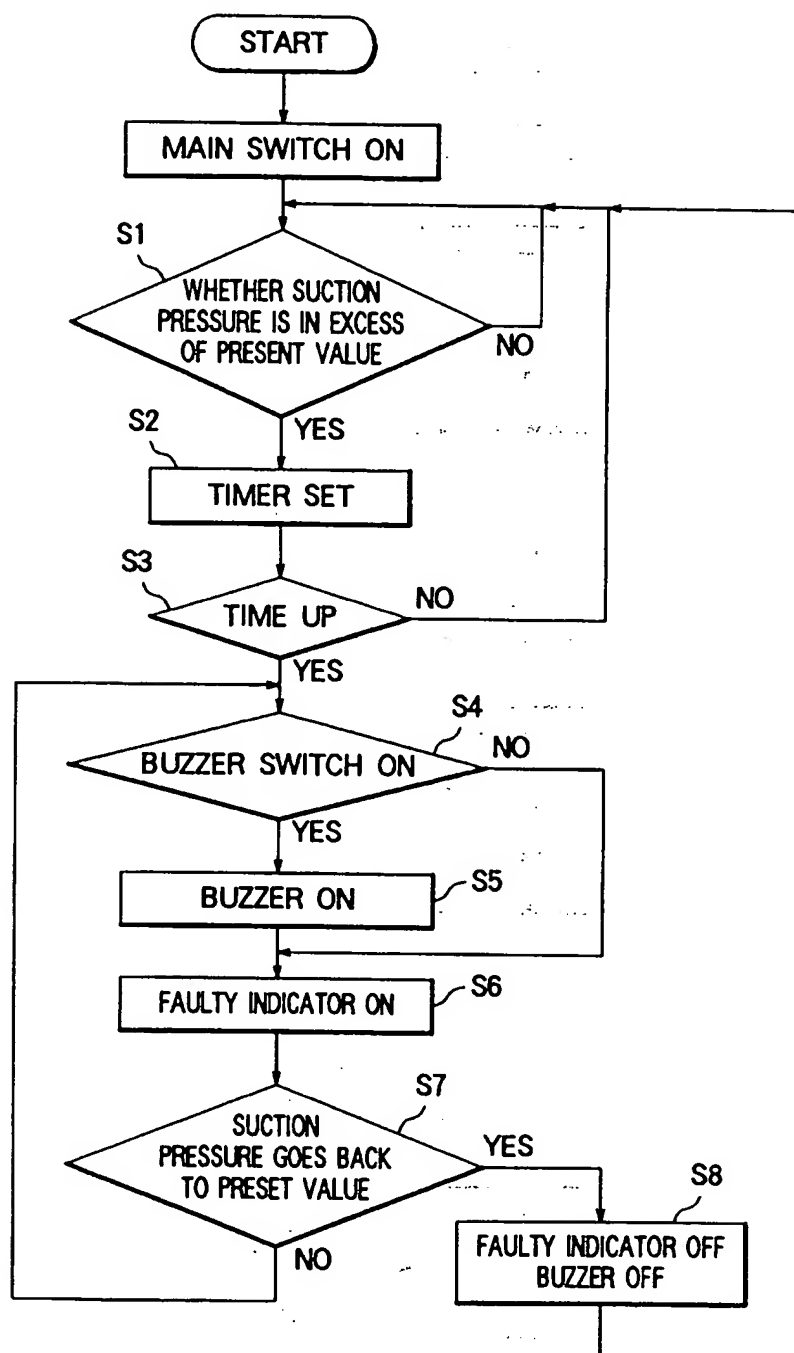 START
MAIN SWITCH ON
S1
WHETHER SUCTION
PRESSURE IS IN EXCESS
OF PRESENT VALUE
NO
YES
S2
TIMER SET
S3
TIME UP
NO
YES
S4
BUZZER SWITCH ON
NO
YES
BUZZER ON
S5
FAULTY INDICATOR ON
S6
S7
SUCTION
PRESSURE GOES BACK
TO PRESET VALUE
YES
NO
S8
FAULTY INDICATOR OFF
BUZZER OFF